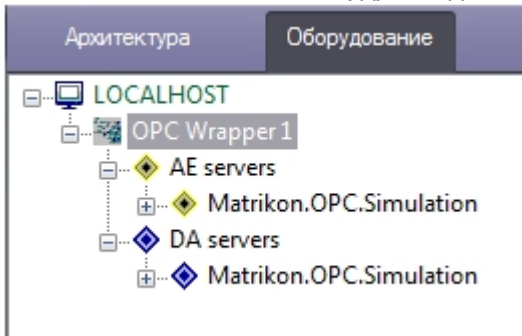 Архитектура Оборудование
LOCALHOST
OPC Wrapper 1
AE servers
Matrikon.OPC.Simulation
DA servers
Matrikon.OPC.Simulation